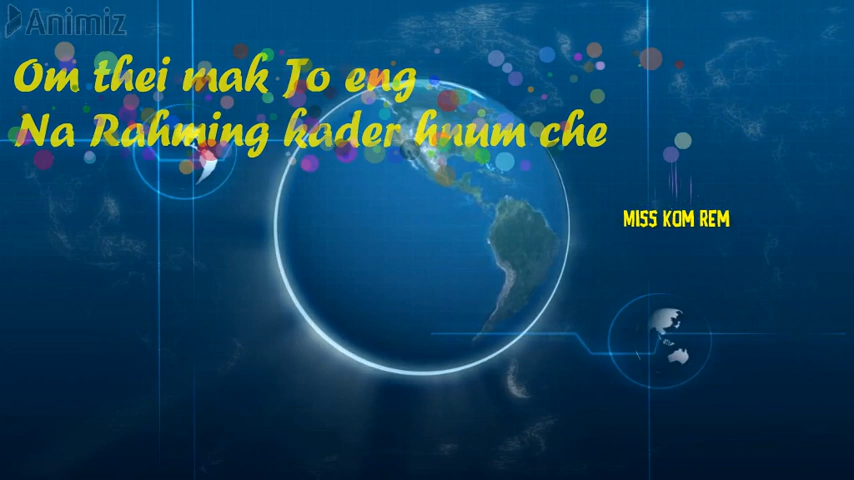 Animiz
Om thei mak Jo eng
Na Rahming kader hnum che
MISS KOM REM